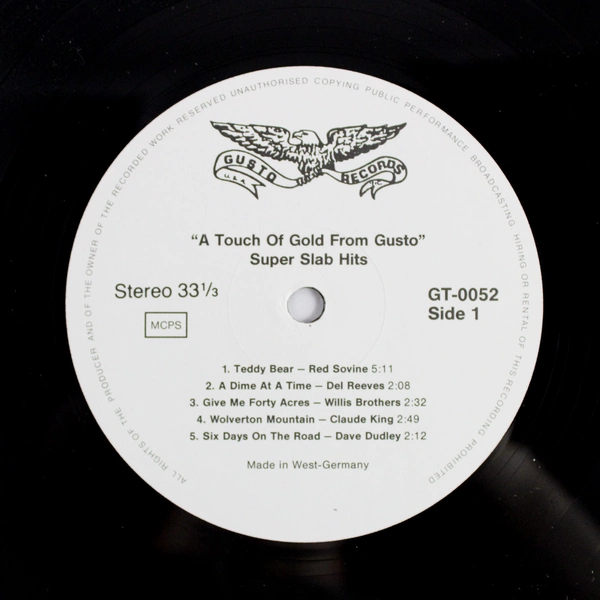 ALL RIGHTS OF THE PRODUCER AND OF THE OWNER OF THE RECORDED WORK RESERVED UNAUTHORISED COPYING PUBLIC PERFORMANCE BROADCASTING HIRING OR RENTAL OF THIS RECORDING PROHIBITED
GUSTO RECORDS
U.S.A.
"A Touch Of Gold From Gusto"
Super Slab Hits
Stereo 33⅓
MCPS
GT-0052
Side 1
1. Teddy Bear – Red Sovine 5:11
2. A Dime At A Time – Del Reeves 2:08
3. Give Me Forty Acres – Willis Brothers 2:32
4. Wolverton Mountain – Claude King 2:49
5. Six Days On The Road – Dave Dudley 2:12
Made in West-Germany